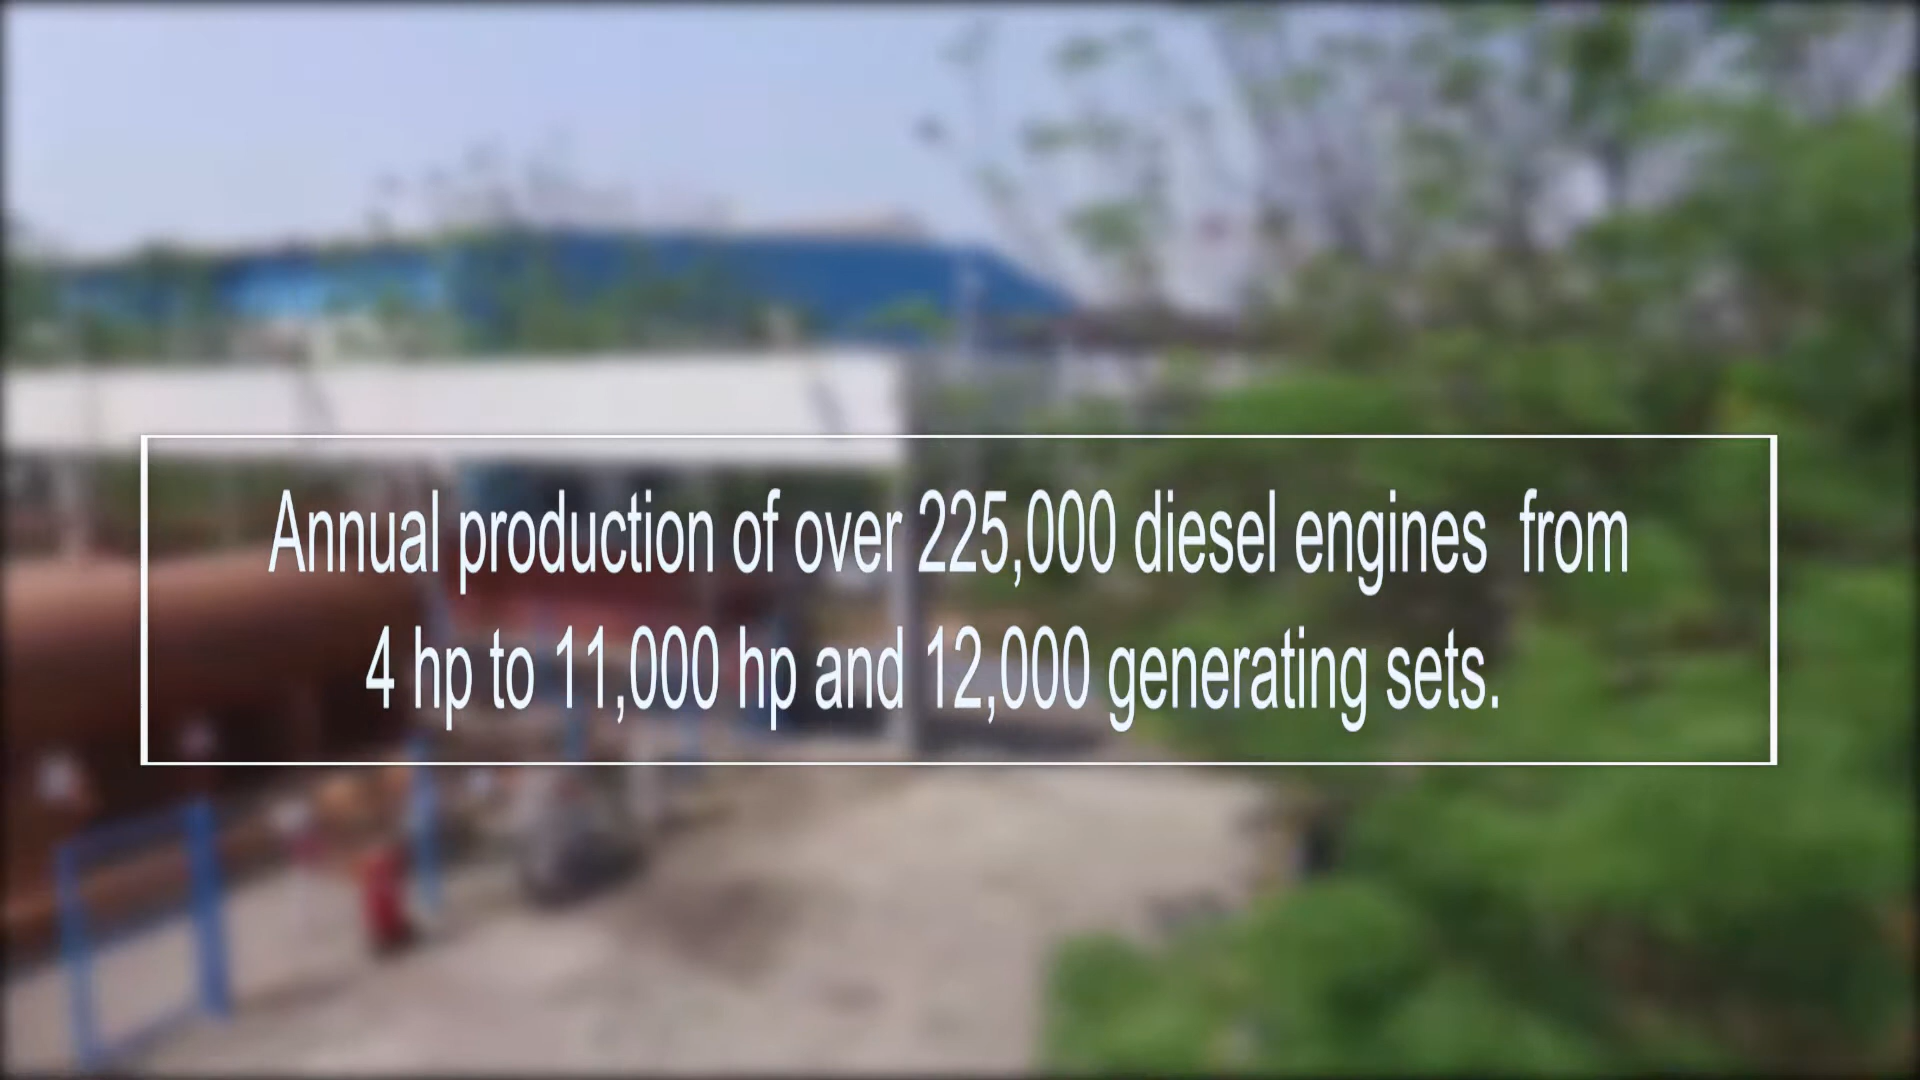 Annual production of over 225,000 diesel engines  from
4 hp to 11,000 hp and 12,000 generating sets.